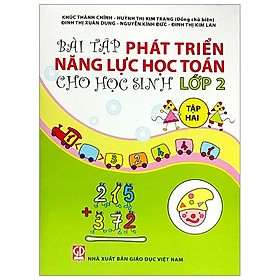 KHÚC THÀNH CHÍNH - HUỲNH THỊ KIM TRANG (Đồng chủ biên)
ĐINH THỊ XUÂN DUNG - NGUYỄN KÍNH ĐỨC - ĐINH THỊ KIM LAN
BÀI TẬP PHÁT TRIỂN
NĂNG LỰC HỌC TOÁN
CHO HỌC SINH LỚP 2
TẬP
HAI
215
+
372
NHÀ XUẤT BẢN GIÁO DỤC VIỆT NAM